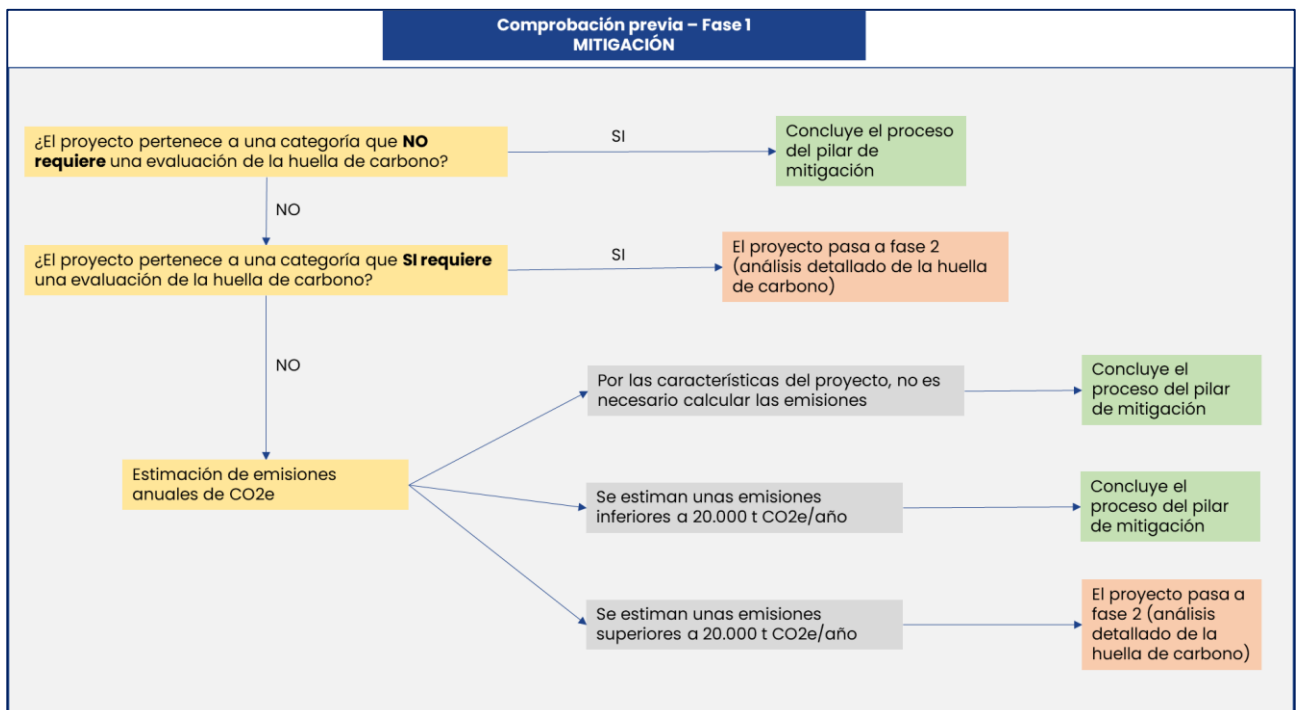 Comprobación previa – Fase 1
MITIGACIÓN
¿El proyecto pertenece a una categoría que NO
requiere una evaluación de la huella de carbono?
SI
Concluye el proceso
del pilar de
mitigación
NO
¿El proyecto pertenece a una categoría que SI requiere
una evaluación de la huella de carbono?
SI
El proyecto pasa a fase 2
(análisis detallado de la huella
de carbono)
NO
Estimación de emisiones
anuales de CO2e
Por las características del proyecto, no es
necesario calcular las emisiones
Concluye el
proceso del pilar
de mitigación
Se estiman unas emisiones
inferiores a 20.000 t CO2e/año
Concluye el
proceso del pilar
de mitigación
Se estiman unas emisiones
superiores a 20.000 t CO2e/año
El proyecto pasa a
fase 2 (análisis
detallado de la
huella de carbono)